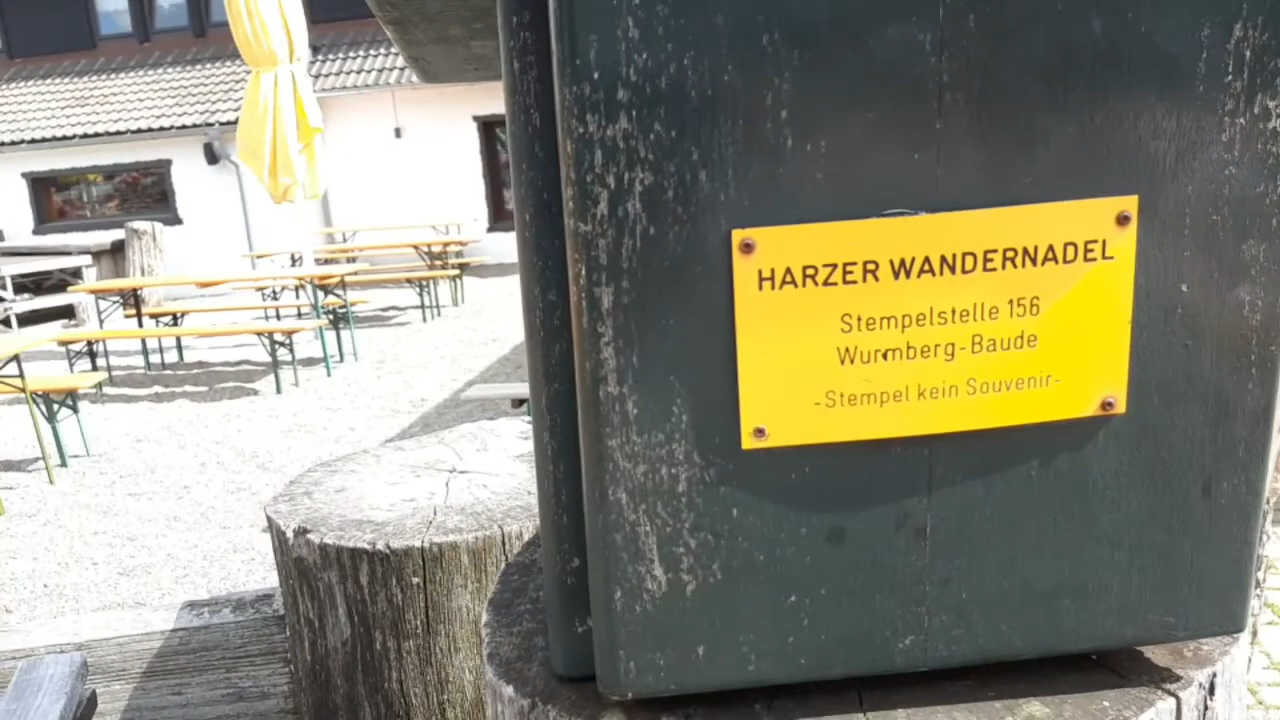 HARZER WANDERNADEL
Stempelstelle 156
Wurmberg-Baude
-Stempel kein Souvenir-